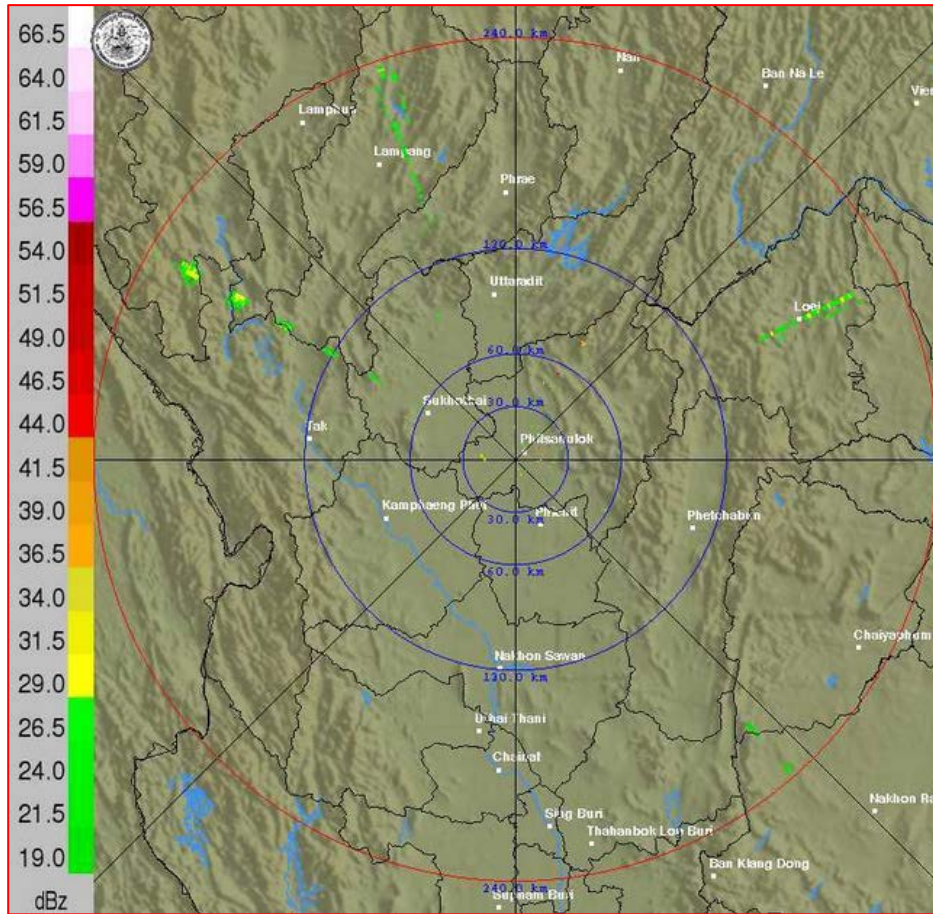 66.5
64.0
61.5
59.0
56.5
54.0
51.5
49.0
46.5
44.0
41.5
39.0
36.5
34.0
31.5
29.0
26.5
24.0
21.5
19.0
dBz
240.0 km
Nan
Ban Na Le
Vien
Lamphun
Lampang
Phrae
120.0 km
Uttaradit
Loei
60.0 km
30.0 km
Sukhothai
Tak
Phitsanulok
Kamphaeng Phet
Phichit
Phetchabun
30.0 km
60.0 km
Chaiyaphum
Nakhon Sawan
120.0 km
Uthai Thani
Chainat
Sing Buri
Nakhon Ra
Thahanbok Lop Buri
Ban Klang Dong
240.0 km
Suphan Buri